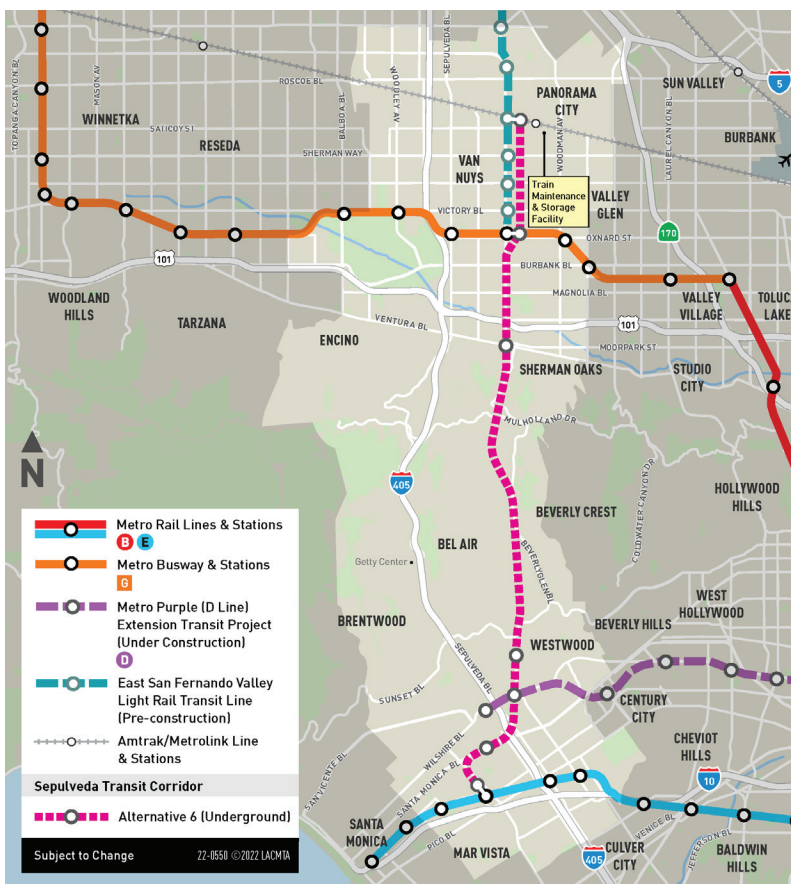 SEPULVEDA BL
TOPANGA CANYON BL
MASON AV
WINNETKA
ROSCOE BL
BALBOA BL
WOODLEY AV
PANORAMA
CITY
SUN VALLEY
5
SATICOY ST
RESEDA
SHERMAN WAY
VAN
NUYS
WOODMAN AV
LAUREL CANYON BL
BURBANK
Train
Maintenance
& Storage
Facility
VALLEY
GLEN
VICTORY BL
OXNARD ST
170
101
BURBANK BL
MAGNOLIA BL
WOODLAND
HILLS
TARZANA
VENTURA BL
101
VALLEY
VILLAGE
TOLUC
LAKE
ENCINO
MOORPARK ST
SHERMAN OAKS
STUDIO
CITY
MULHOLLAND DR
N
405
COLDWATER CANYON DR
HOLLYWOOD
HILLS
BEVERLY CREST
BEL AIR
Getty Center
BEVERLY GLEN BL
BRENTWOOD
WEST
HOLLYWOOD
BEVERLY HILLS
WESTWOOD
SEPULVEDA BL
SUNSET BL
CENTURY
CITY
WILSHIRE BL
CHEVIOT
HILLS
SAN VICENTE BL
SANTA MONICA BL
10
SANTA
MONICA
PICO BL
MAR VISTA
405
CULVER
CITY
VENICE BL
JEFFERSON BL
BALDWIN
HILLS
Metro Rail Lines & Stations
B E
Metro Busway & Stations
G
Metro Purple (D Line)
Extension Transit Project
(Under Construction)
D
East San Fernando Valley
Light Rail Transit Line
(Pre-construction)
Amtrak/Metrolink Line
& Stations
Sepulveda Transit Corridor
Alternative 6 (Underground)
Subject to Change 22-0550 ©2022 LACMTA